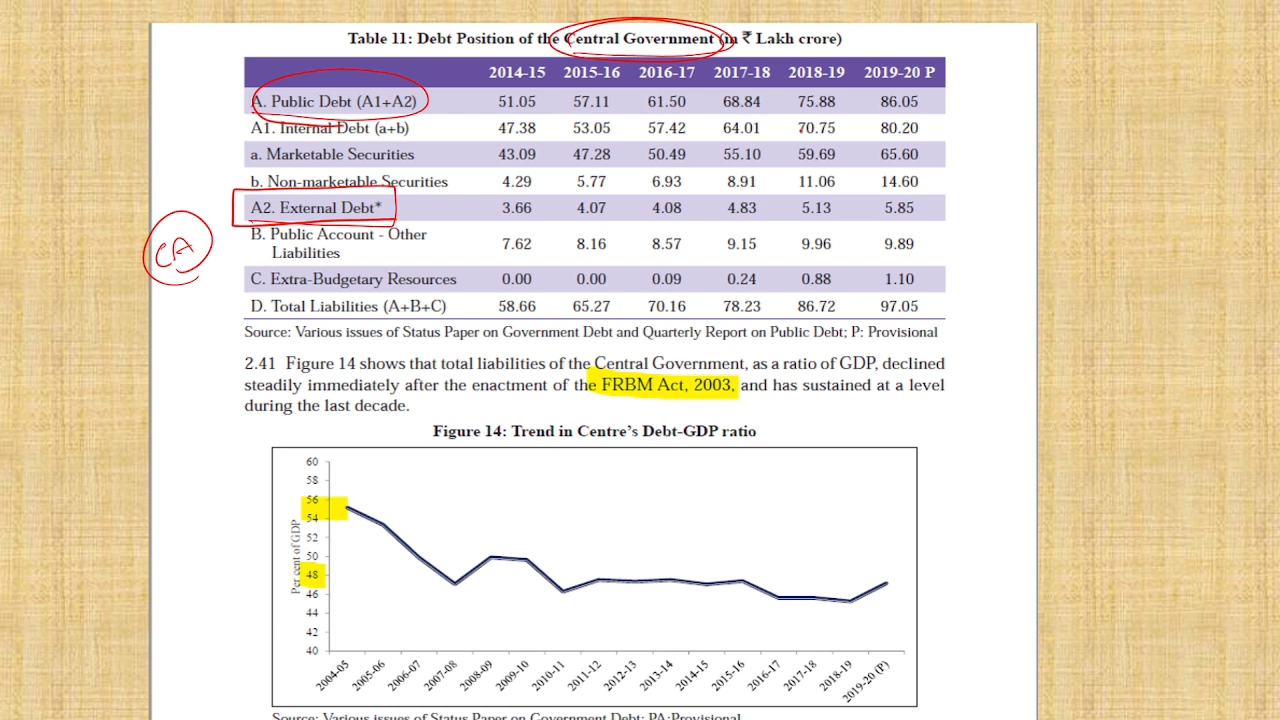 Table 11: Debt Position of the Central Government (in ₹ Lakh crore)
2014-15 2015-16 2016-17 2017-18 2018-19 2019-20 P
A. Public Debt (A1+A2) 51.05 57.11 61.50 68.84 75.88 86.05
A1. Internal Debt (a+b) 47.38 53.05 57.42 64.01 70.75 80.20
a. Marketable Securities 43.09 47.28 50.49 55.10 59.69 65.60
b. Non-marketable Securities 4.29 5.77 6.93 8.91 11.06 14.60
A2. External Debt* 3.66 4.07 4.08 4.83 5.13 5.85
CA
B. Public Account - Other
Liabilities 7.62 8.16 8.57 9.15 9.96 9.89
C. Extra-Budgetary Resources 0.00 0.00 0.09 0.24 0.88 1.10
D. Total Liabilities (A+B+C) 58.66 65.27 70.16 78.23 86.72 97.05
Source: Various issues of Status Paper on Government Debt and Quarterly Report on Public Debt; P: Provisional
2.41 Figure 14 shows that total liabilities of the Central Government, as a ratio of GDP, declined
steadily immediately after the enactment of the FRBM Act, 2003, and has sustained at a level
during the last decade.
Figure 14: Trend in Centre's Debt-GDP ratio
Per cent of GDP
60
58
56
54
52
50
48
46
44
42
40
2004-05 2005-06 2006-07 2007-08 2008-09 2009-10 2010-11 2011-12 2012-13 2013-14 2014-15 2015-16 2016-17 2017-18 2018-19 2019-20 (P)
Source: Various issues of Status Paper on Government Debt; PA:Provisional